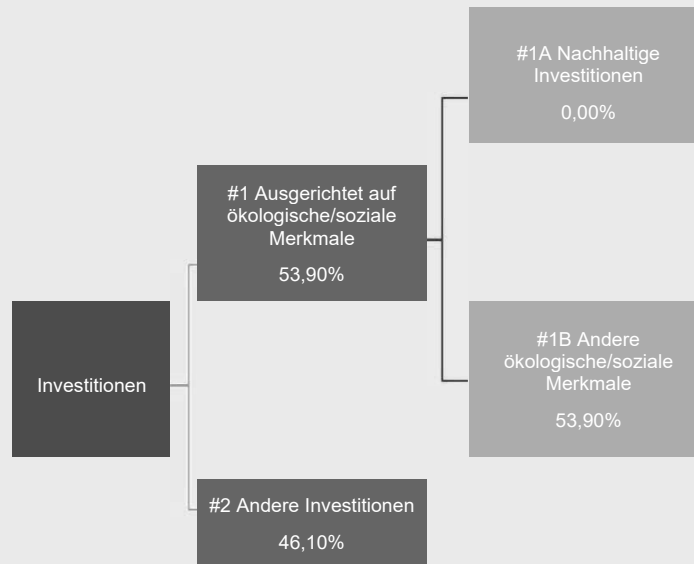 #1A Nachhaltige
Investitionen
0,00%
#1 Ausgerichtet auf
ökologische/soziale
Merkmale
53,90%
Investitionen
#1B Andere
ökologische/soziale
Merkmale
53,90%
#2 Andere Investitionen
46,10%